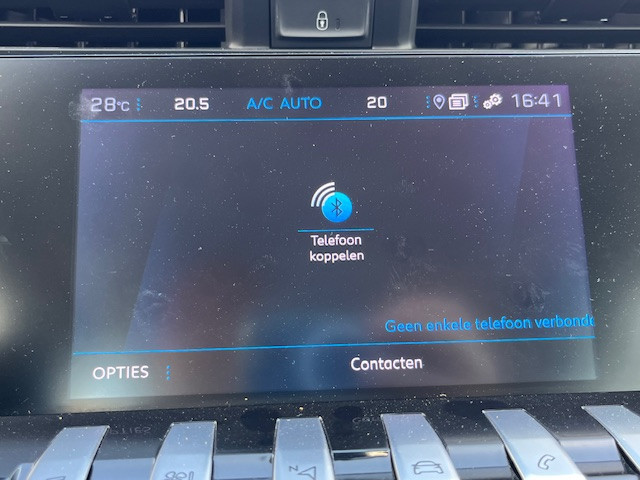 28°C 20.5 A/C AUTO 20 16:41
Telefoon
koppelen
Geen enkele telefoon verbonde
OPTIES Contacten
N